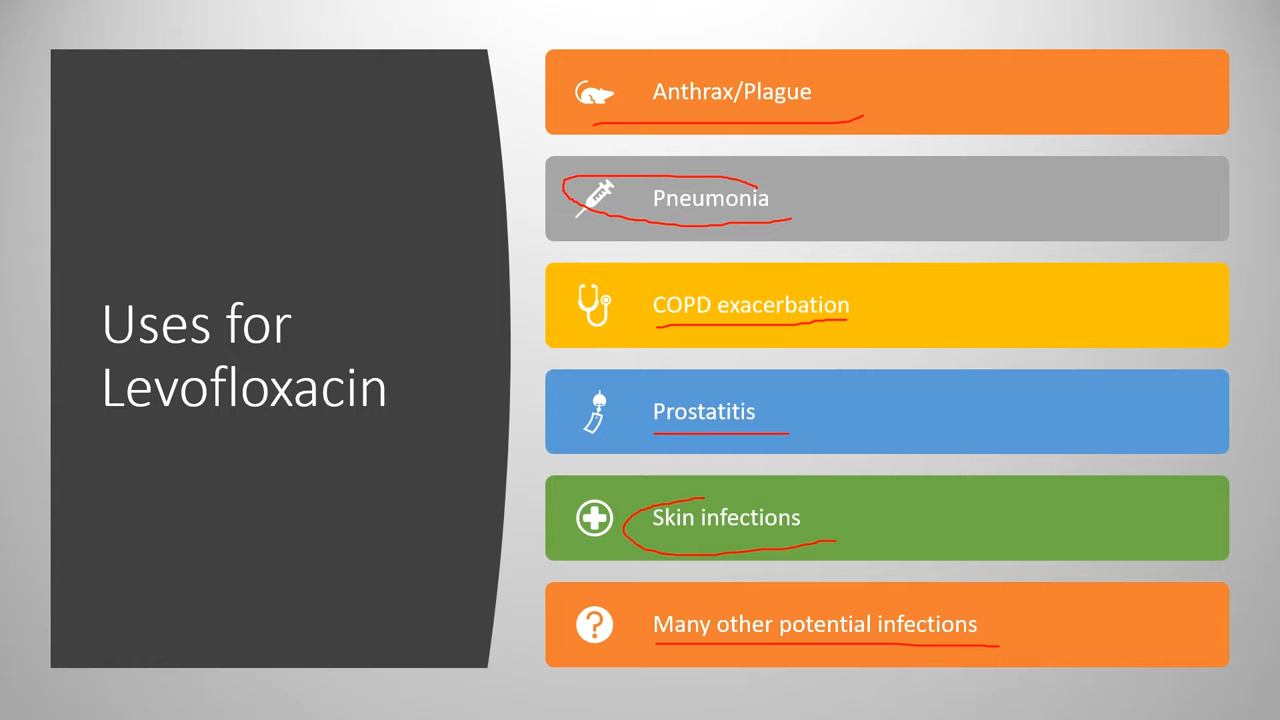 Uses for
Levofloxacin
Anthrax/Plague
Pneumonia
COPD exacerbation
Prostatitis
Skin infections
Many other potential infections